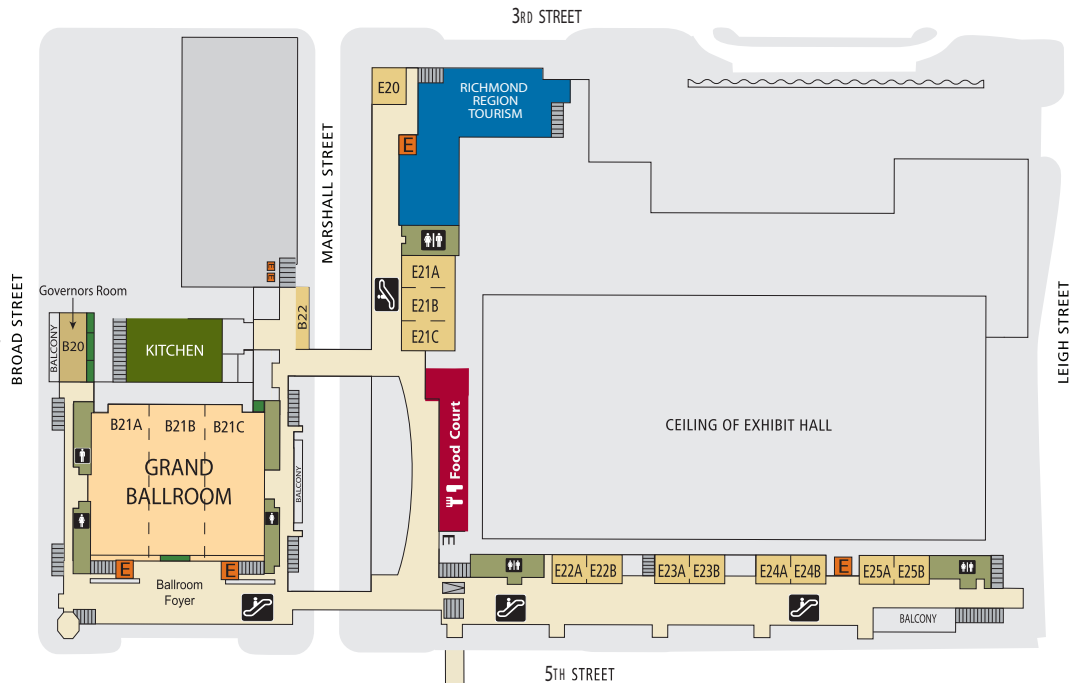 3RD STREET
E20
RICHMOND
REGION
TOURISM
E
MARSHALL STREET
E21A
E21B
E21C
E
E
Governors Room
BROAD STREET
BALCONY
B20
KITCHEN
B22
LEIGH STREET
B21A
B21B
B21C
GRAND
BALLROOM
BALCONY
Food Court
CEILING OF EXHIBIT HALL
E
E
E
Ballroom
Foyer
E22A
E22B
E23A
E23B
E24A
E24B
E
E25A
E25B
BALCONY
5TH STREET